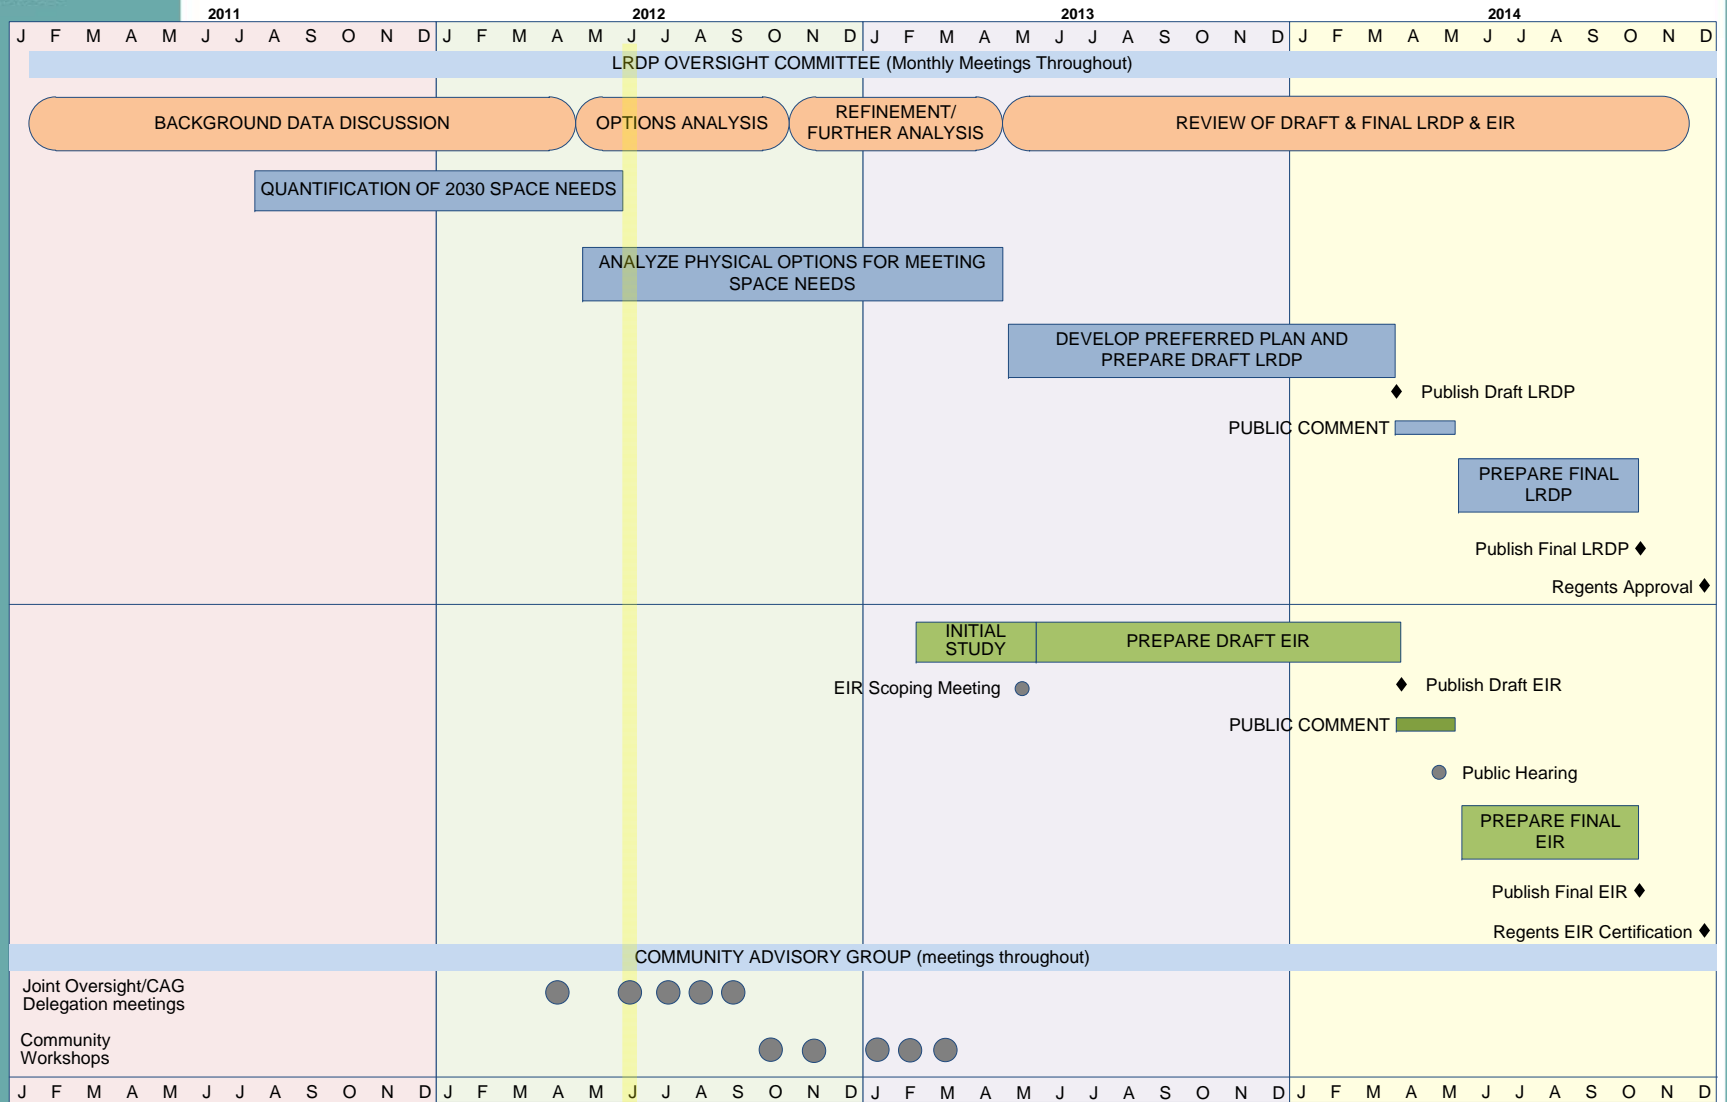 2011 2012 2013 2014
J F M A M J J A S O N D J F M A M J J A S O N D J F M A M J J A S O N D J F M A M J J A S O N D
LRDP OVERSIGHT COMMITTEE (Monthly Meetings Throughout)
BACKGROUND DATA DISCUSSION
OPTIONS ANALYSIS
REFINEMENT/
FURTHER ANALYSIS
REVIEW OF DRAFT & FINAL LRDP & EIR
QUANTIFICATION OF 2030 SPACE NEEDS
ANALYZE PHYSICAL OPTIONS FOR MEETING
SPACE NEEDS
DEVELOP PREFERRED PLAN AND
PREPARE DRAFT LRDP
Publish Draft LRDP
PUBLIC COMMENT
PREPARE FINAL
LRDP
Publish Final LRDP
Regents Approval
INITIAL
STUDY
PREPARE DRAFT EIR
EIR Scoping Meeting
Publish Draft EIR
PUBLIC COMMENT
Public Hearing
PREPARE FINAL
EIR
Publish Final EIR
Regents EIR Certification
COMMUNITY ADVISORY GROUP (meetings throughout)
Joint Oversight/CAG
Delegation meetings
Community
Workshops
J F M A M J J A S O N D J F M A M J J A S O N D J F M A M J J A S O N D J F M A M J J A S O N D